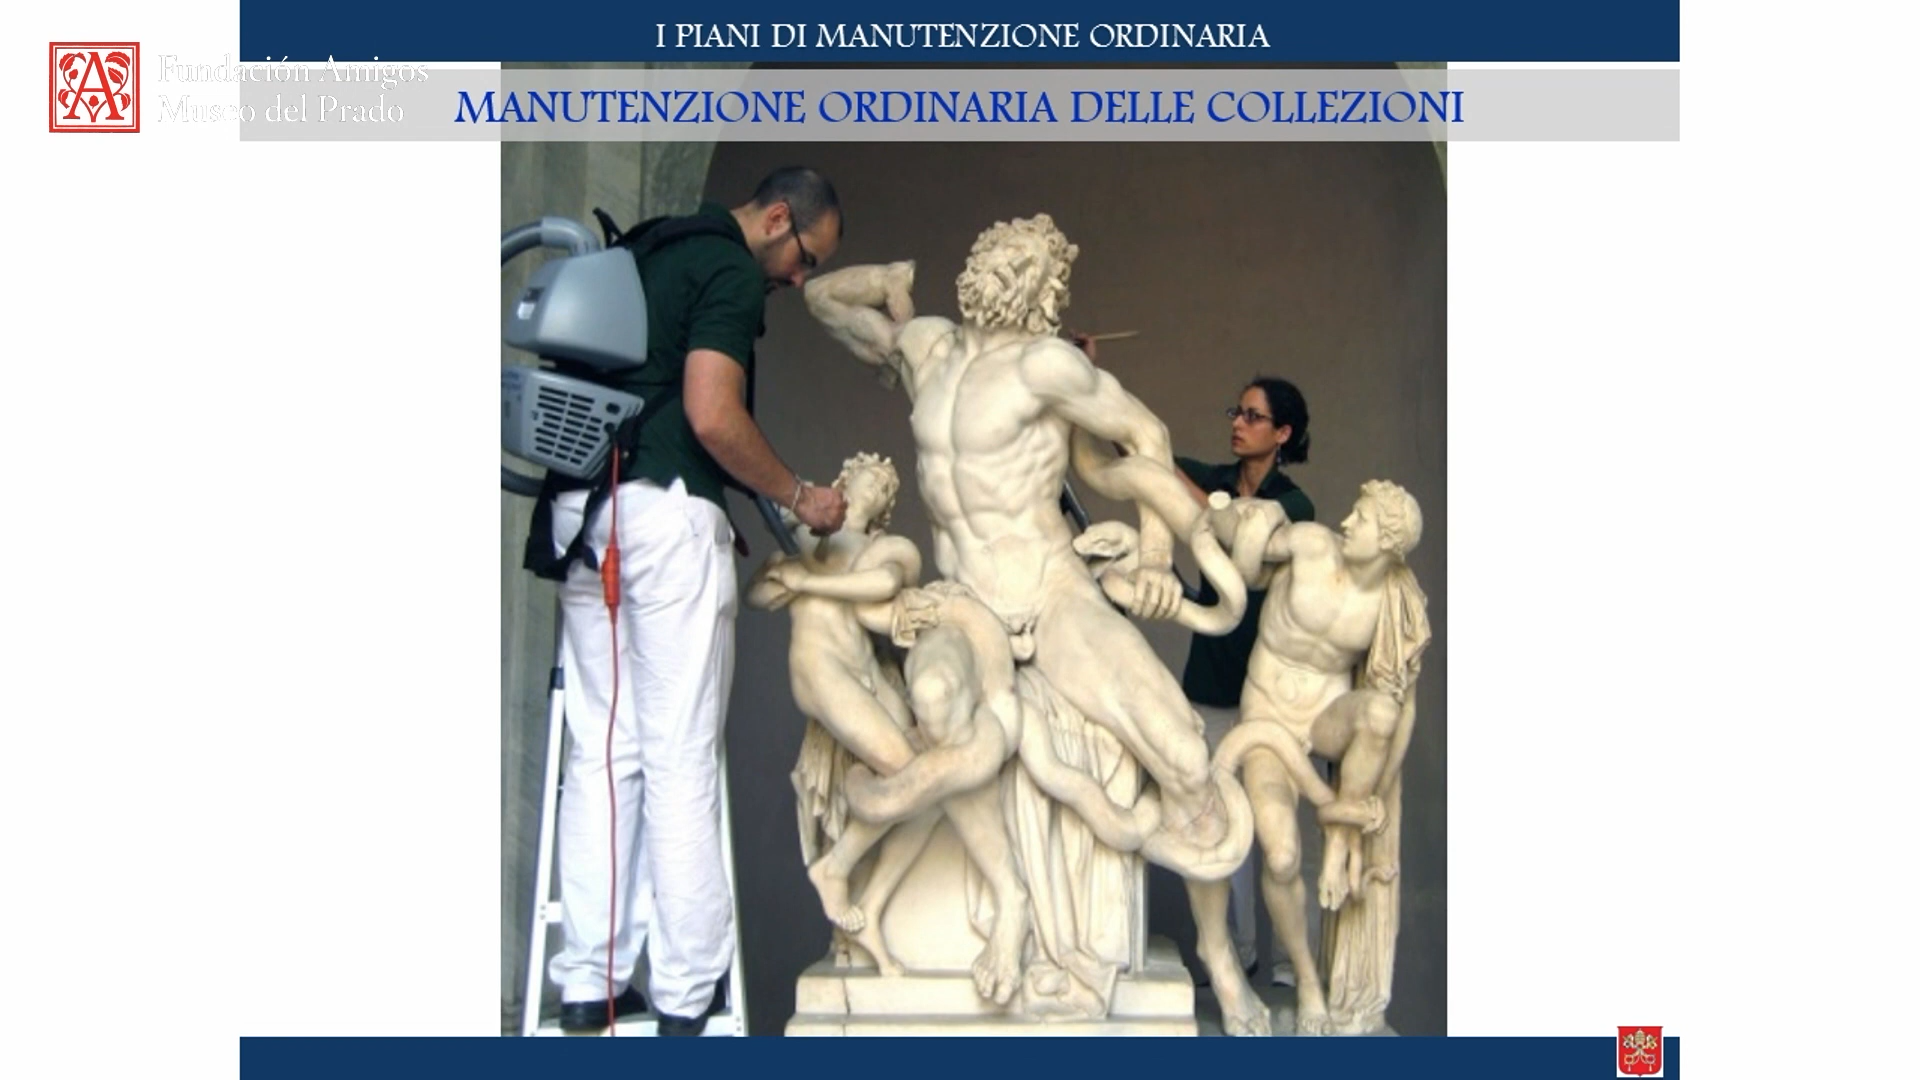 I PIANI DI MANUTENZIONE ORDINARIA
Fundación Amigos
Museo del Prado
MANUTENZIONE ORDINARIA DELLE COLLEZIONI